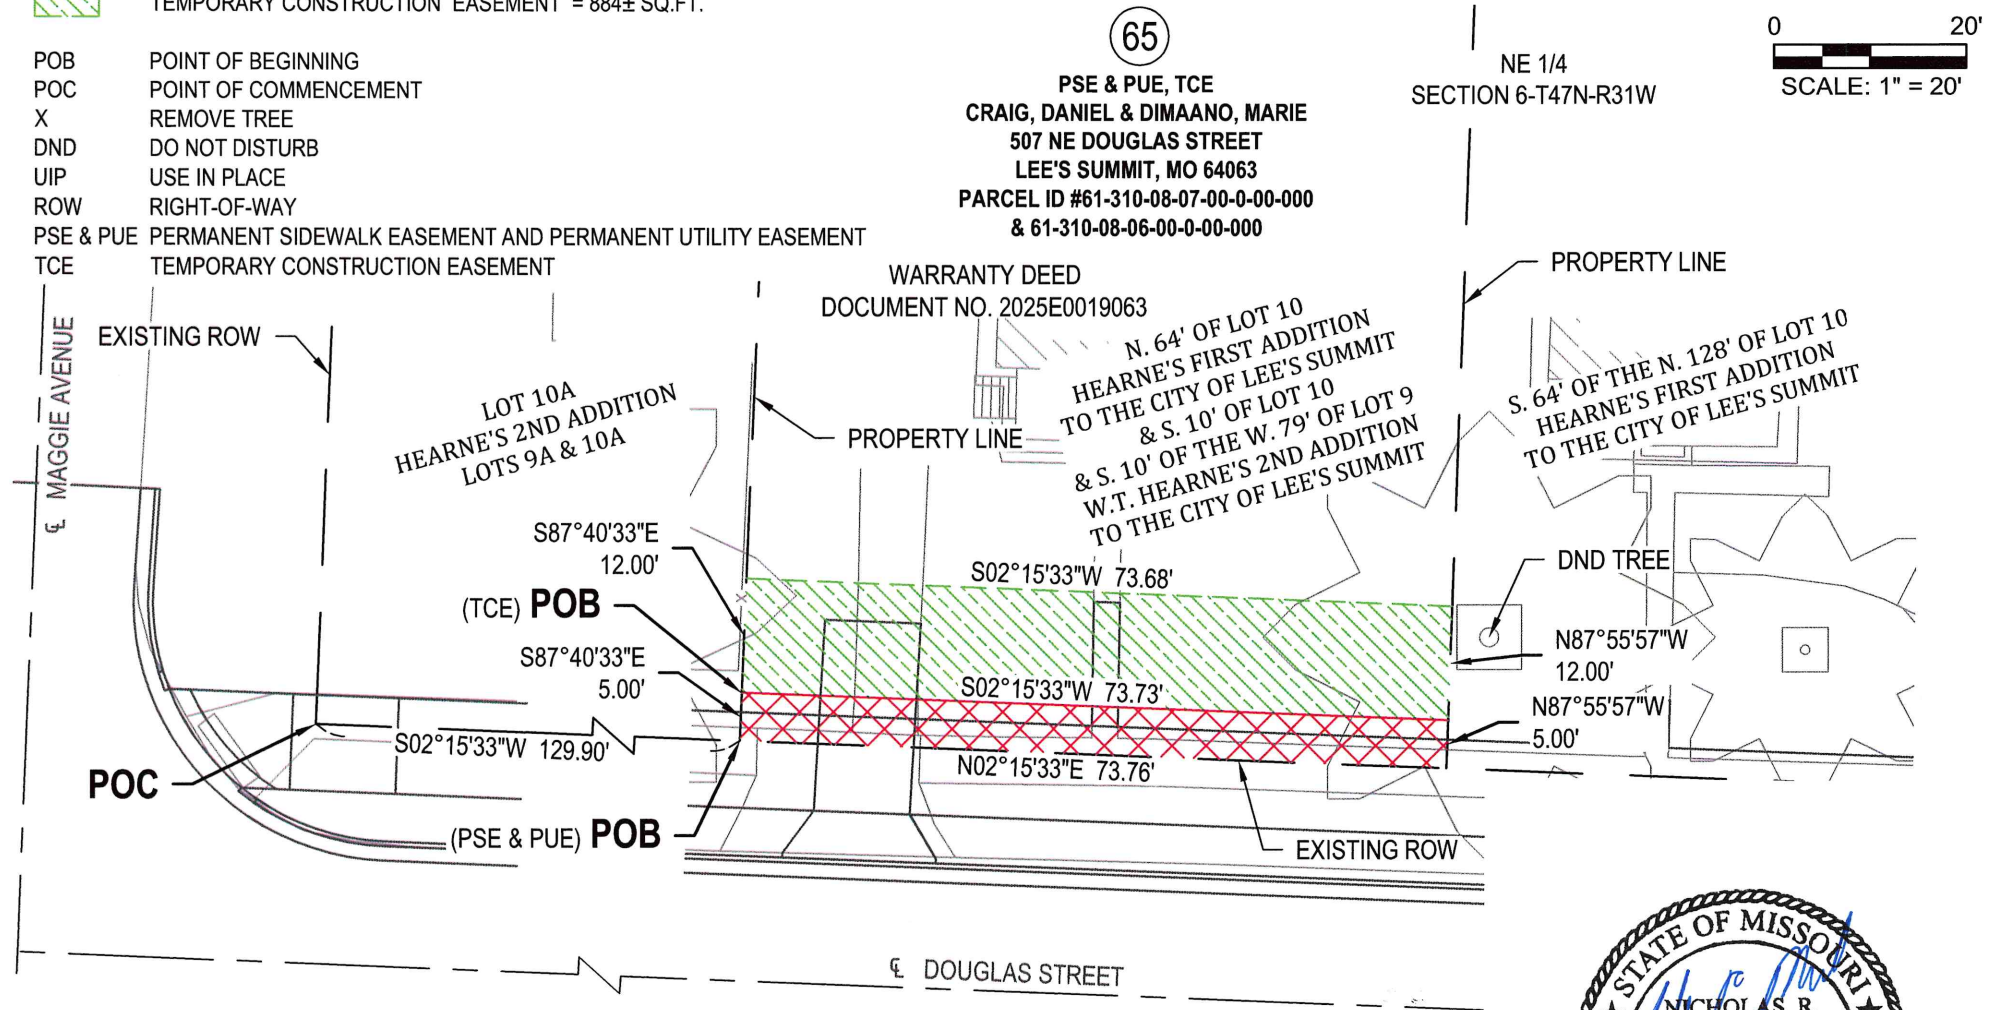 TEMPORARY CONSTRUCTION EASEMENT = 884± SQ.FT.
POB POINT OF BEGINNING
POC POINT OF COMMENCEMENT
X REMOVE TREE
DND DO NOT DISTURB
UIP USE IN PLACE
ROW RIGHT-OF-WAY
PSE & PUE PERMANENT SIDEWALK EASEMENT AND PERMANENT UTILITY EASEMENT
TCE TEMPORARY CONSTRUCTION EASEMENT
65
PSE & PUE, TCE
CRAIG, DANIEL & DIMAANO, MARIE
507 NE DOUGLAS STREET
LEE'S SUMMIT, MO 64063
PARCEL ID #61-310-08-07-00-0-00-000
& 61-310-08-06-00-0-00-000
WARRANTY DEED
DOCUMENT NO. 2025E0019063
NE 1/4
SECTION 6-T47N-R31W
0 20'
SCALE: 1" = 20'
PROPERTY LINE
EXISTING ROW
℄ MAGGIE AVENUE
LOT 10A
HEARNE'S 2ND ADDITION
LOTS 9A & 10A
PROPERTY LINE
N. 64' OF LOT 10
HEARNE'S FIRST ADDITION
TO THE CITY OF LEE'S SUMMIT
& S. 10' OF LOT 10
& S. 10' OF THE W. 79' OF LOT 9
W.T. HEARNE'S 2ND ADDITION
TO THE CITY OF LEE'S SUMMIT
S. 64' OF THE N. 128' OF LOT 10
HEARNE'S FIRST ADDITION
TO THE CITY OF LEE'S SUMMIT
S87°40'33"E
12.00'
(TCE) POB
S87°40'33"E
5.00'
S02°15'33"W 73.68'
DND TREE
N87°55'57"W
12.00'
S02°15'33"W 73.73'
N87°55'57"W
5.00'
S02°15'33"W 129.90'
POC
N02°15'33"E 73.76'
(PSE & PUE) POB
EXISTING ROW
℄ DOUGLAS STREET
STATE OF MISSOURI
NICHOLAS R.